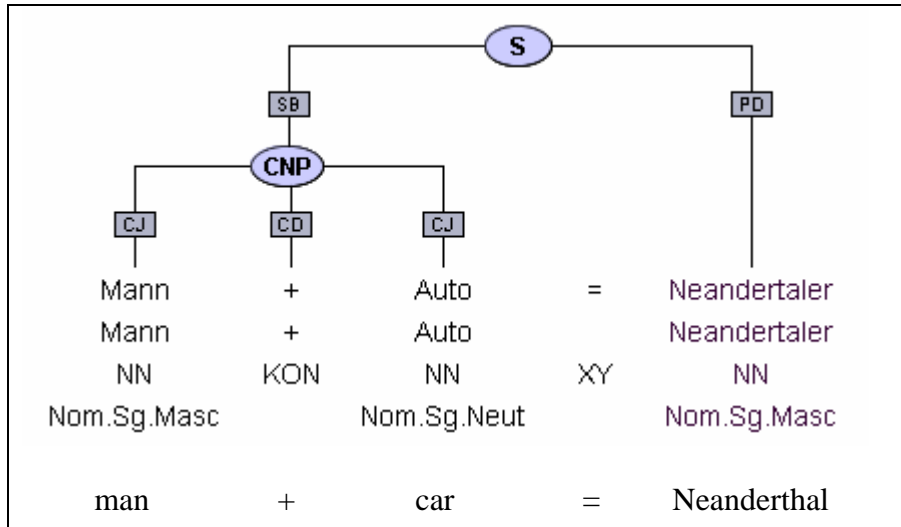 S
SB PD
CNP
CJ CD CJ
Mann + Auto = Neandertaler
Mann + Auto Neandertaler
NN KON NN XY NN
Nom.Sg.Masc Nom.Sg.Neut Nom.Sg.Masc
man + car = Neanderthal